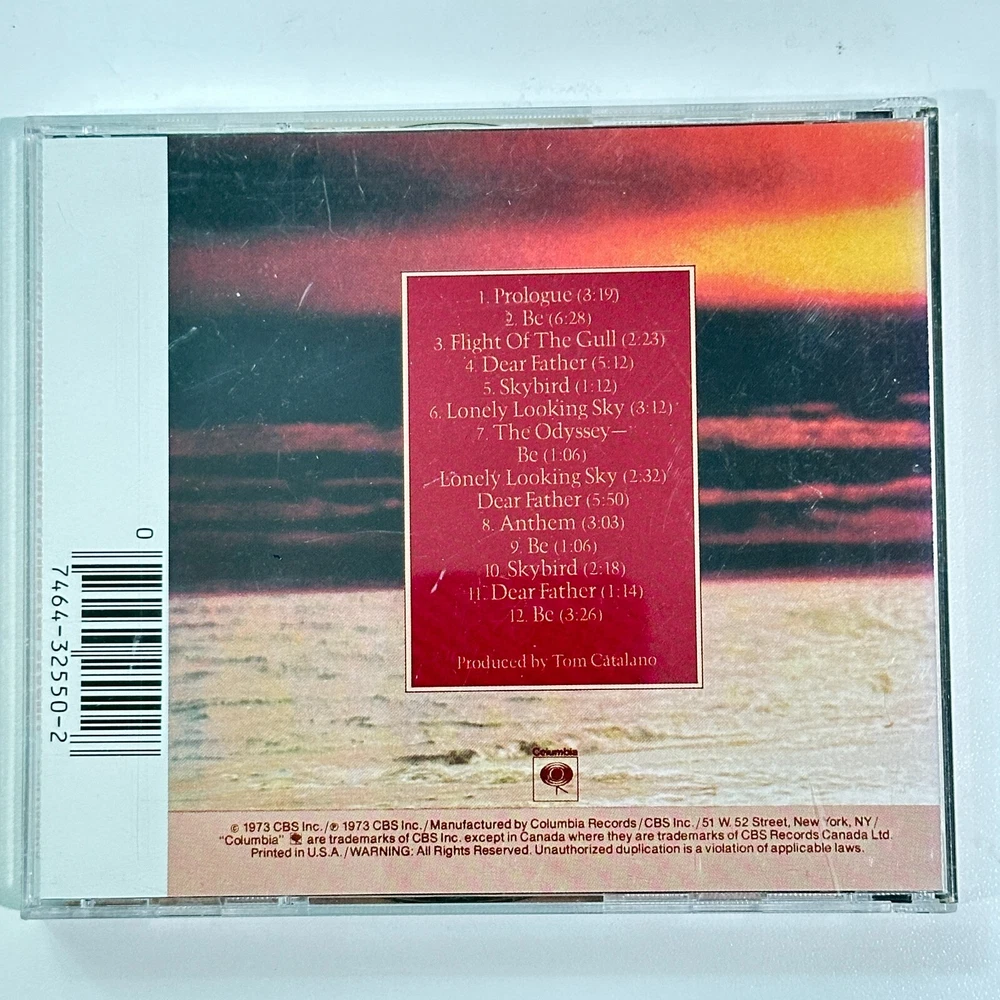 1. Prologue (3:19)
2. Be (6:28)
3. Flight Of The Gull (2:23)
4. Dear Father (5:12)
5. Skybird (1:12)
6. Lonely Looking Sky (3:12)
7. The Odyssey—
Be (1:06)
Lonely Looking Sky (2:32)
Dear Father (5:50)
8. Anthem (3:03)
9. Be (1:06)
10. Skybird (2:18)
11. Dear Father (1:14)
12. Be (3:26)
Produced by Tom Catalano
0
7464-32550-2
Columbia
© 1973 CBS Inc./℗ 1973 CBS Inc./Manufactured by Columbia Records/CBS Inc./51 W. 52 Street, New York, NY/
"Columbia" are trademarks of CBS Inc. except in Canada where they are trademarks of CBS Records Canada Ltd.
Printed in U.S.A./WARNING: All Rights Reserved. Unauthorized duplication is a violation of applicable laws.